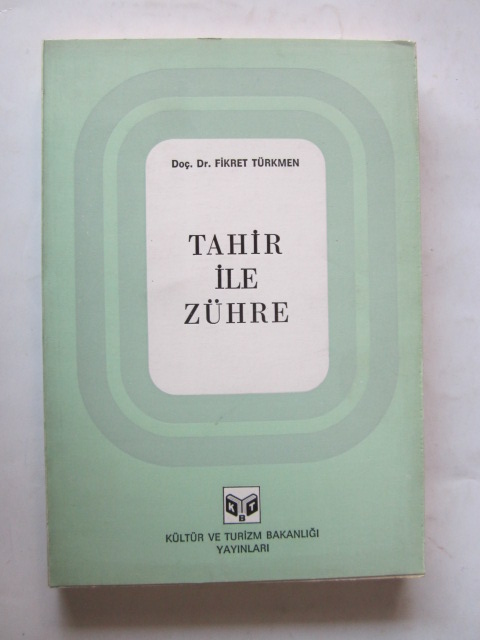 Doç. Dr. FİKRET TÜRKMEN
TAHİR
İLE
ZÜHRE
K B T
KÜLTÜR VE TURİZM BAKANLIĞI
YAYINLARI